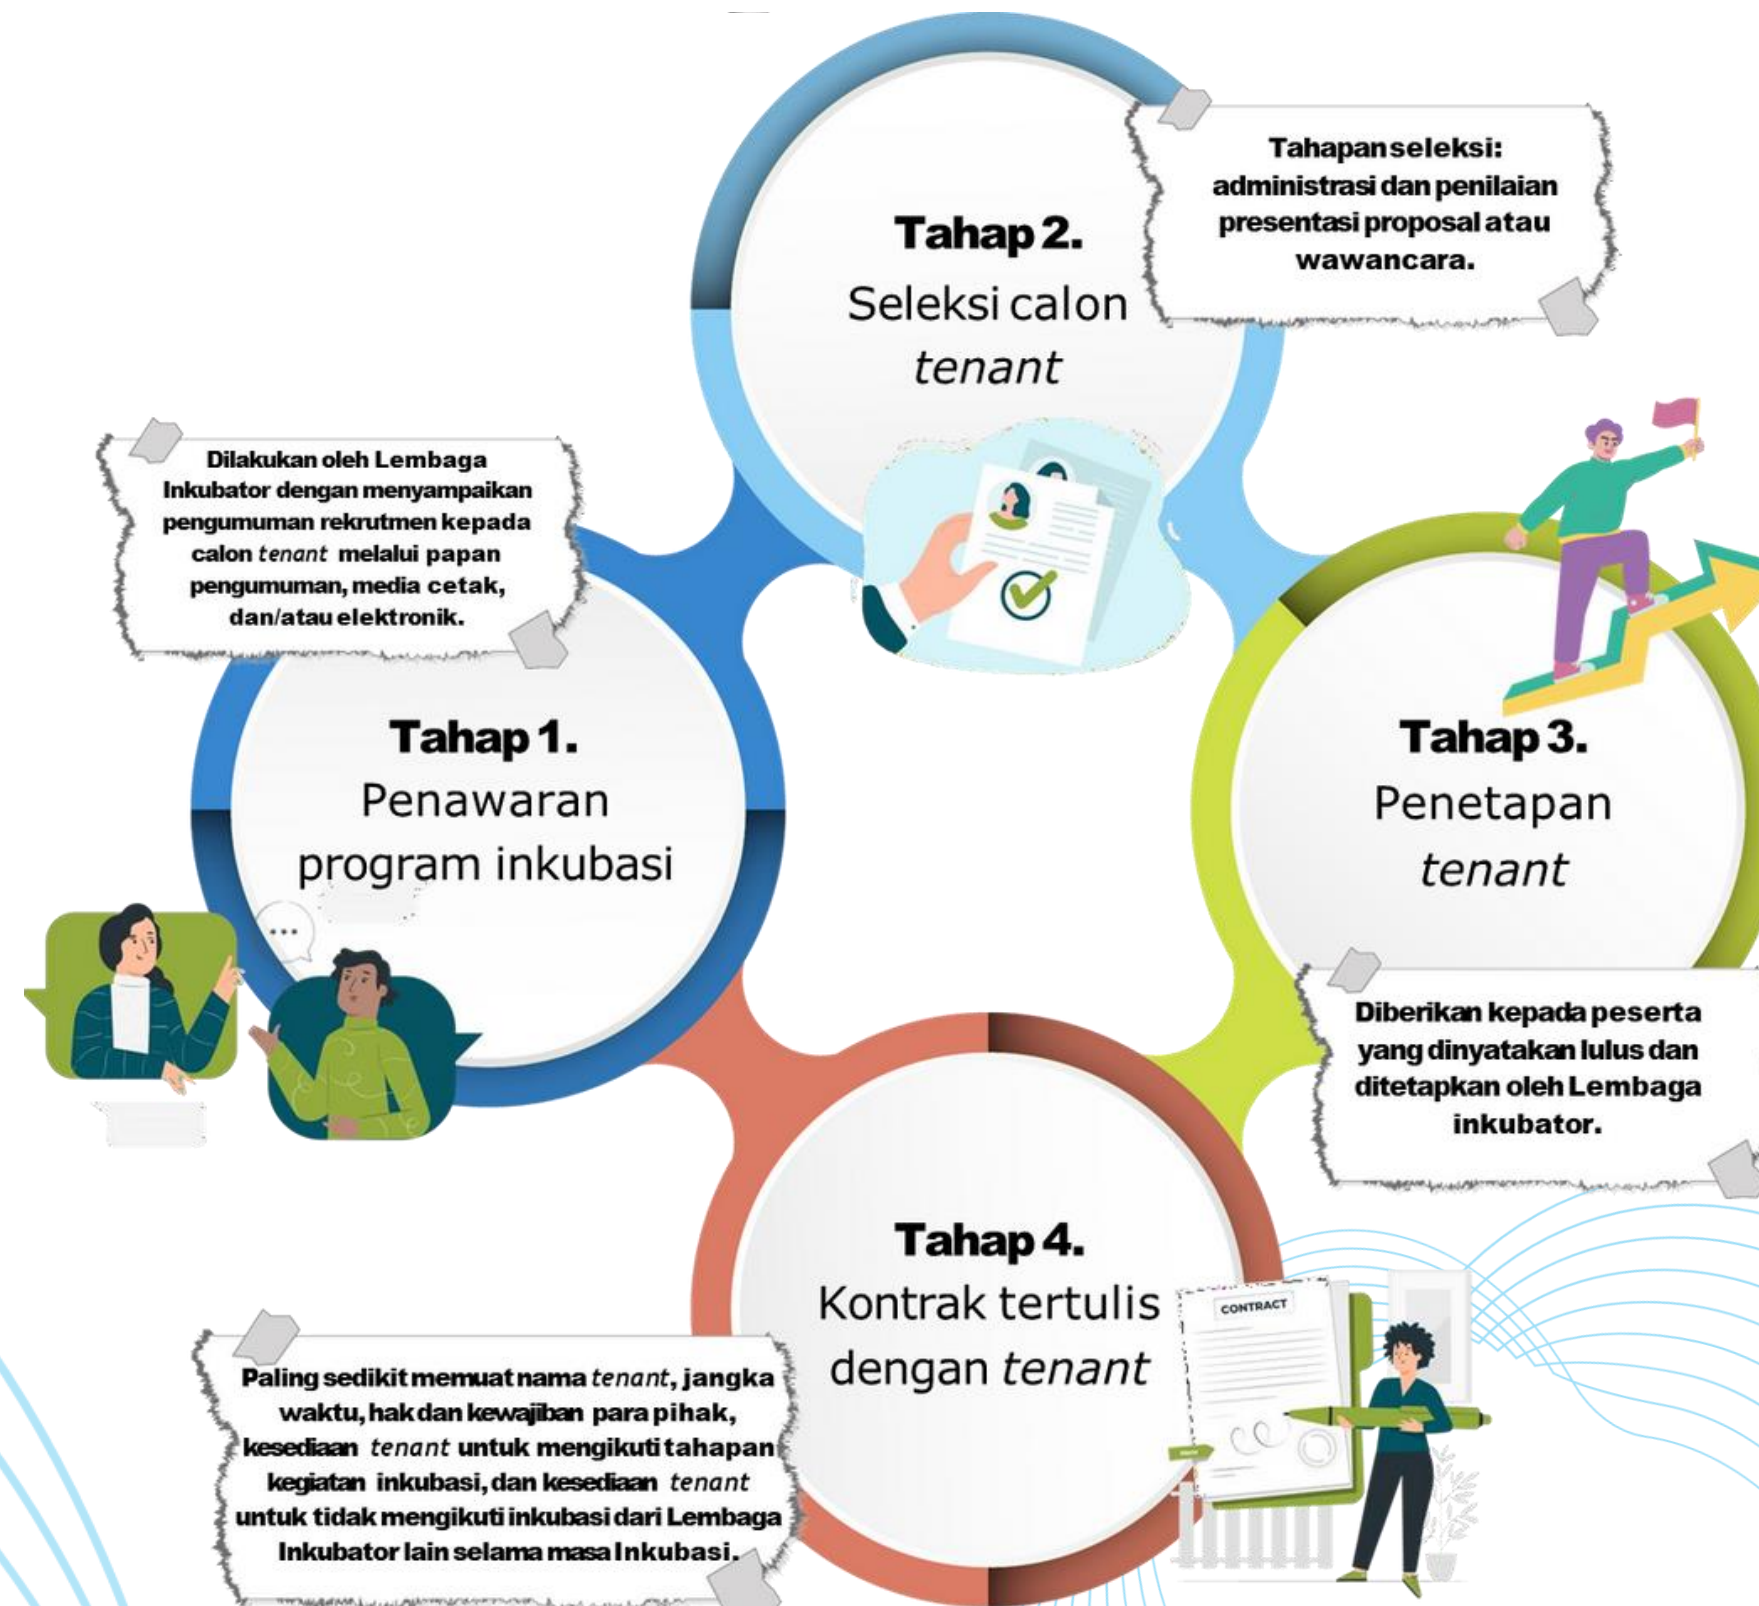 Tahap 1.
Penawaran
program inkubasi
Dilakukan oleh Lembaga
Inkubator dengan menyampaikan
pengumuman rekrutmen kepada
calon tenant melalui papan
pengumuman, media cetak,
dan/atau elektronik.
Tahap 2.
Seleksi calon
tenant
Tahapan seleksi:
administrasi dan penilaian
presentasi proposal atau
wawancara.
Tahap 3.
Penetapan
tenant
Diberikan kepada peserta
yang dinyatakan lulus dan
ditetapkan oleh Lembaga
inkubator.
Tahap 4.
Kontrak tertulis
dengan tenant
CONTRACT
Paling sedikit memuat nama tenant, jangka
waktu, hak dan kewajiban para pihak,
kesediaan tenant untuk mengikuti tahapan
kegiatan inkubasi, dan kesediaan tenant
untuk tidak mengikuti inkubasi dari Lembaga
Inkubator lain selama masa Inkubasi.